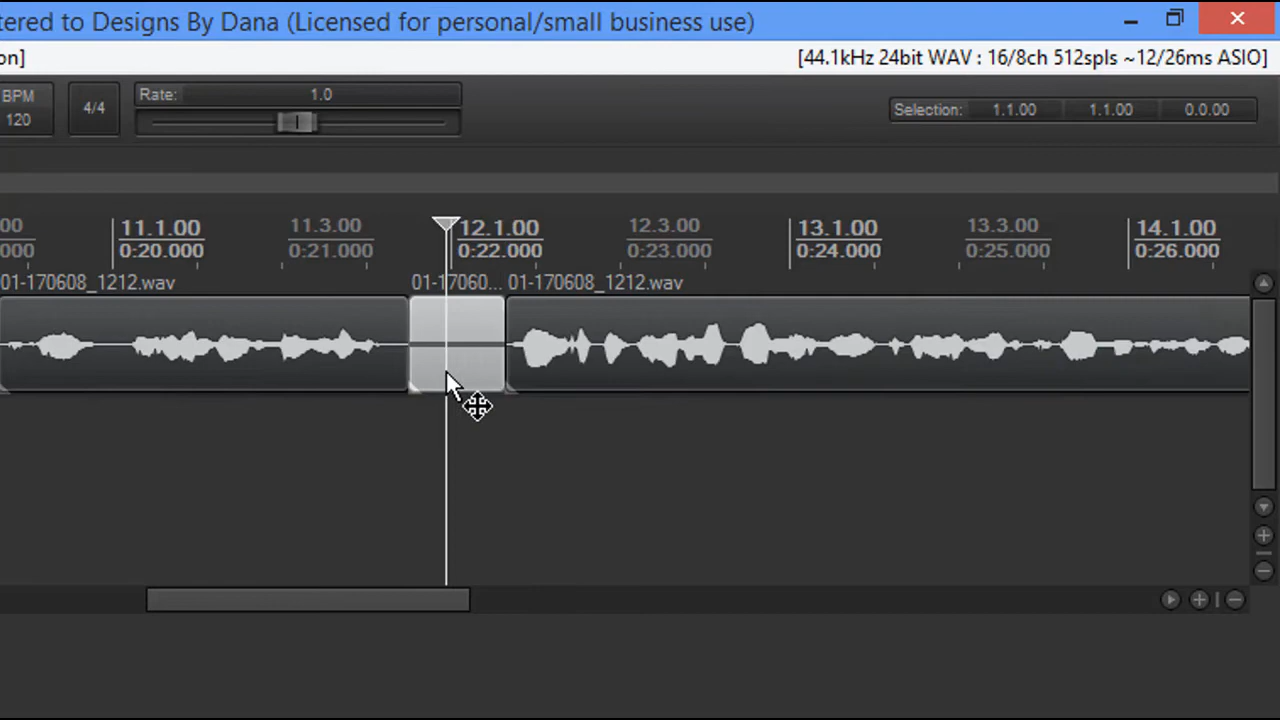 tered to Designs By Dana (Licensed for personal/small business use)
on] [44.1kHz 24bit WAV : 16/8ch 512spls ~12/26ms ASIO]
BPM
120
4/4
Rate: 1.0
Selection: 1.1.00 1.1.00 0.0.00
00 11.1.00 11.3.00 12.1.00 12.3.00 13.1.00 13.3.00 14.1.00
000 0:20.000 0:21.000 0:22.000 0:23.000 0:24.000 0:25.000 0:26.000
01-170608_1212.wav 01-17060... 01-170608_1212.wav